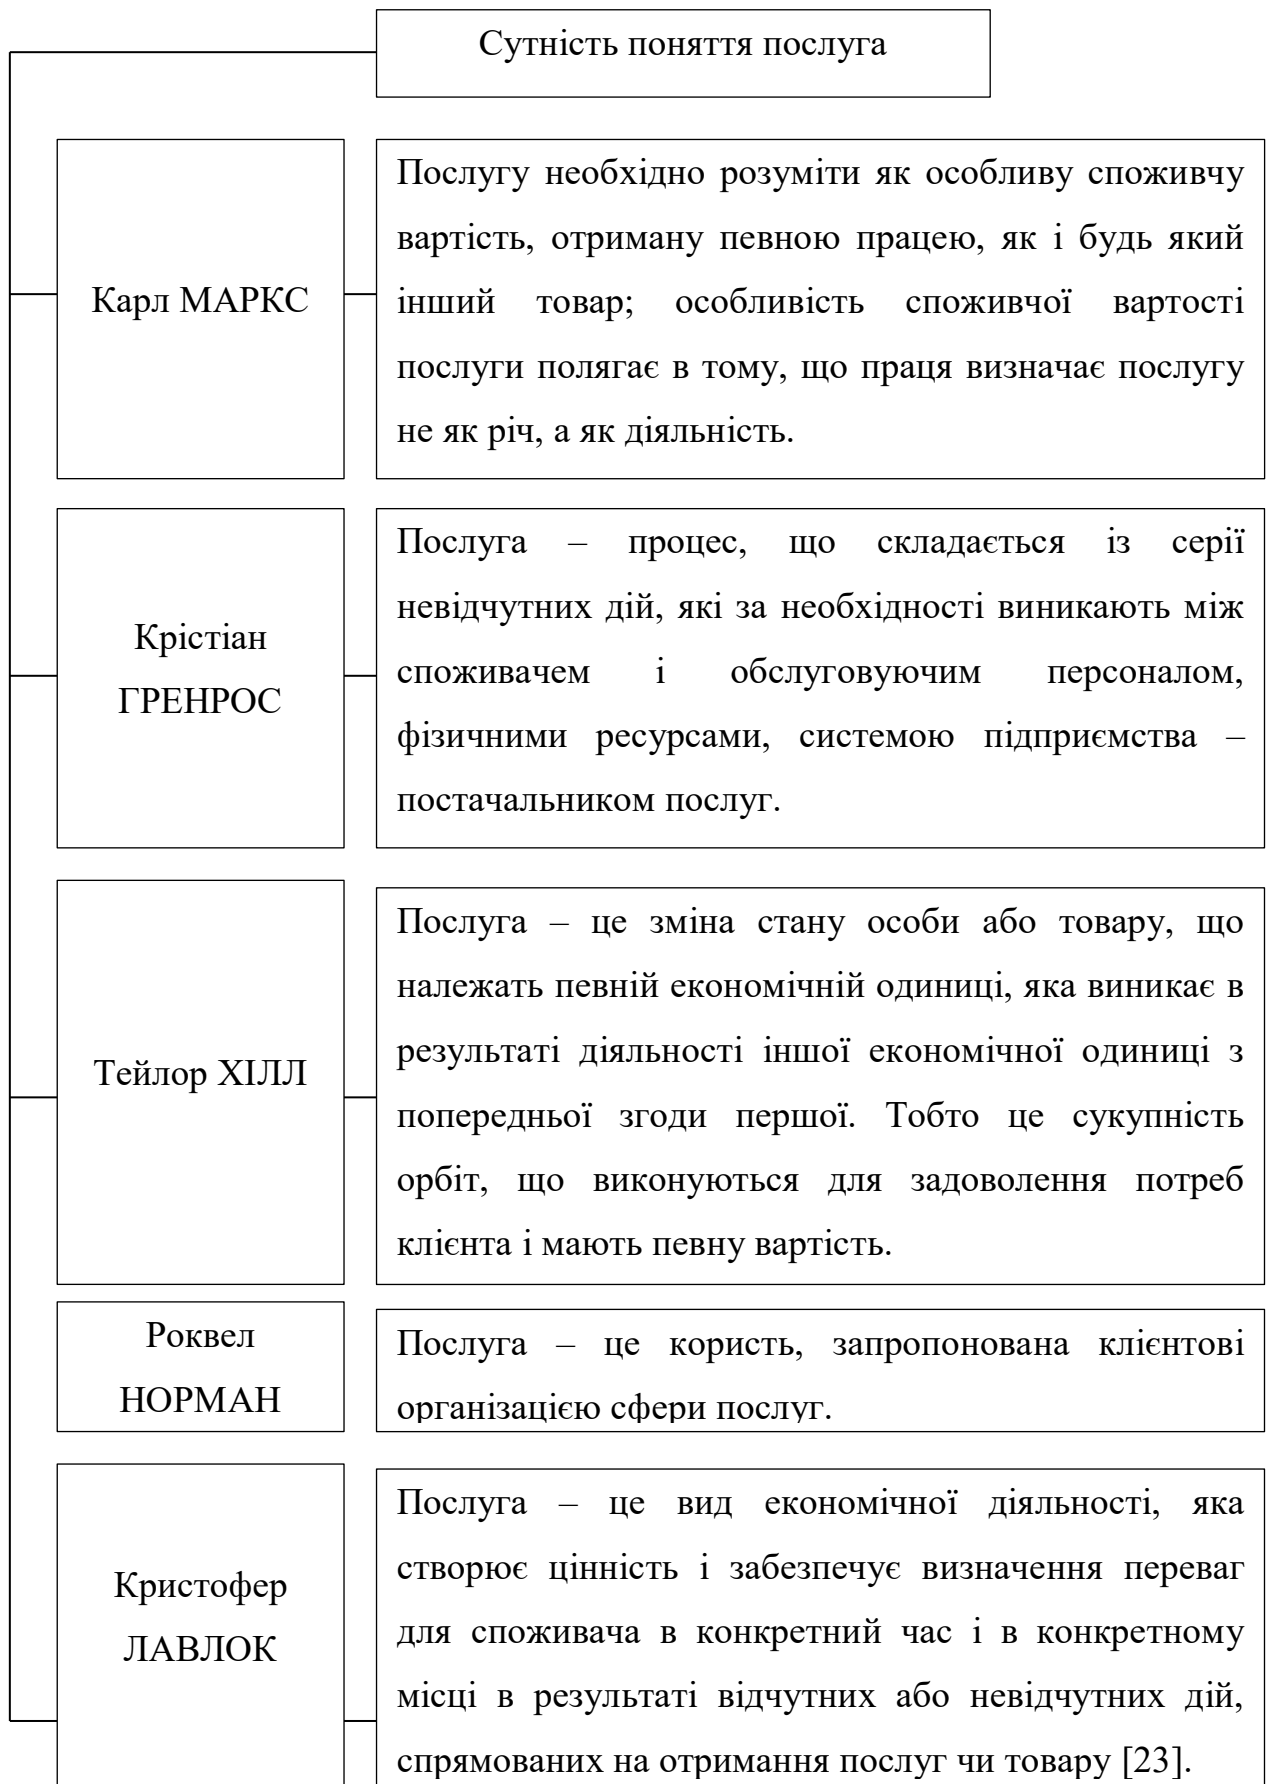 Сутність поняття послуга
Карл МАРКС
Послугу необхідно розуміти як особливу споживчу
вартість, отриману певною працею, як і будь який
інший товар; особливість споживчої вартості
послуги полягає в тому, що праця визначає послугу
не як річ, а як діяльність.
Крістіан
ГРЕНРОС
Послуга – процес, що складається із серії
невідчутних дій, які за необхідності виникають між
споживачем і обслуговуючим персоналом,
фізичними ресурсами, системою підприємства –
постачальником послуг.
Тейлор ХІЛЛ
Послуга – це зміна стану особи або товару, що
належать певній економічній одиниці, яка виникає в
результаті діяльності іншої економічної одиниці з
попередньої згоди першої. Тобто це сукупність
орбіт, що виконуються для задоволення потреб
клієнта і мають певну вартість.
Роквел
НОРМАН
Послуга – це користь, запропонована клієнтові
організацією сфери послуг.
Кристофер
ЛАВЛОК
Послуга – це вид економічної діяльності, яка
створює цінність і забезпечує визначення переваг
для споживача в конкретний час і в конкретному
місці в результаті відчутних або невідчутних дій,
спрямованих на отримання послуг чи товару [23].